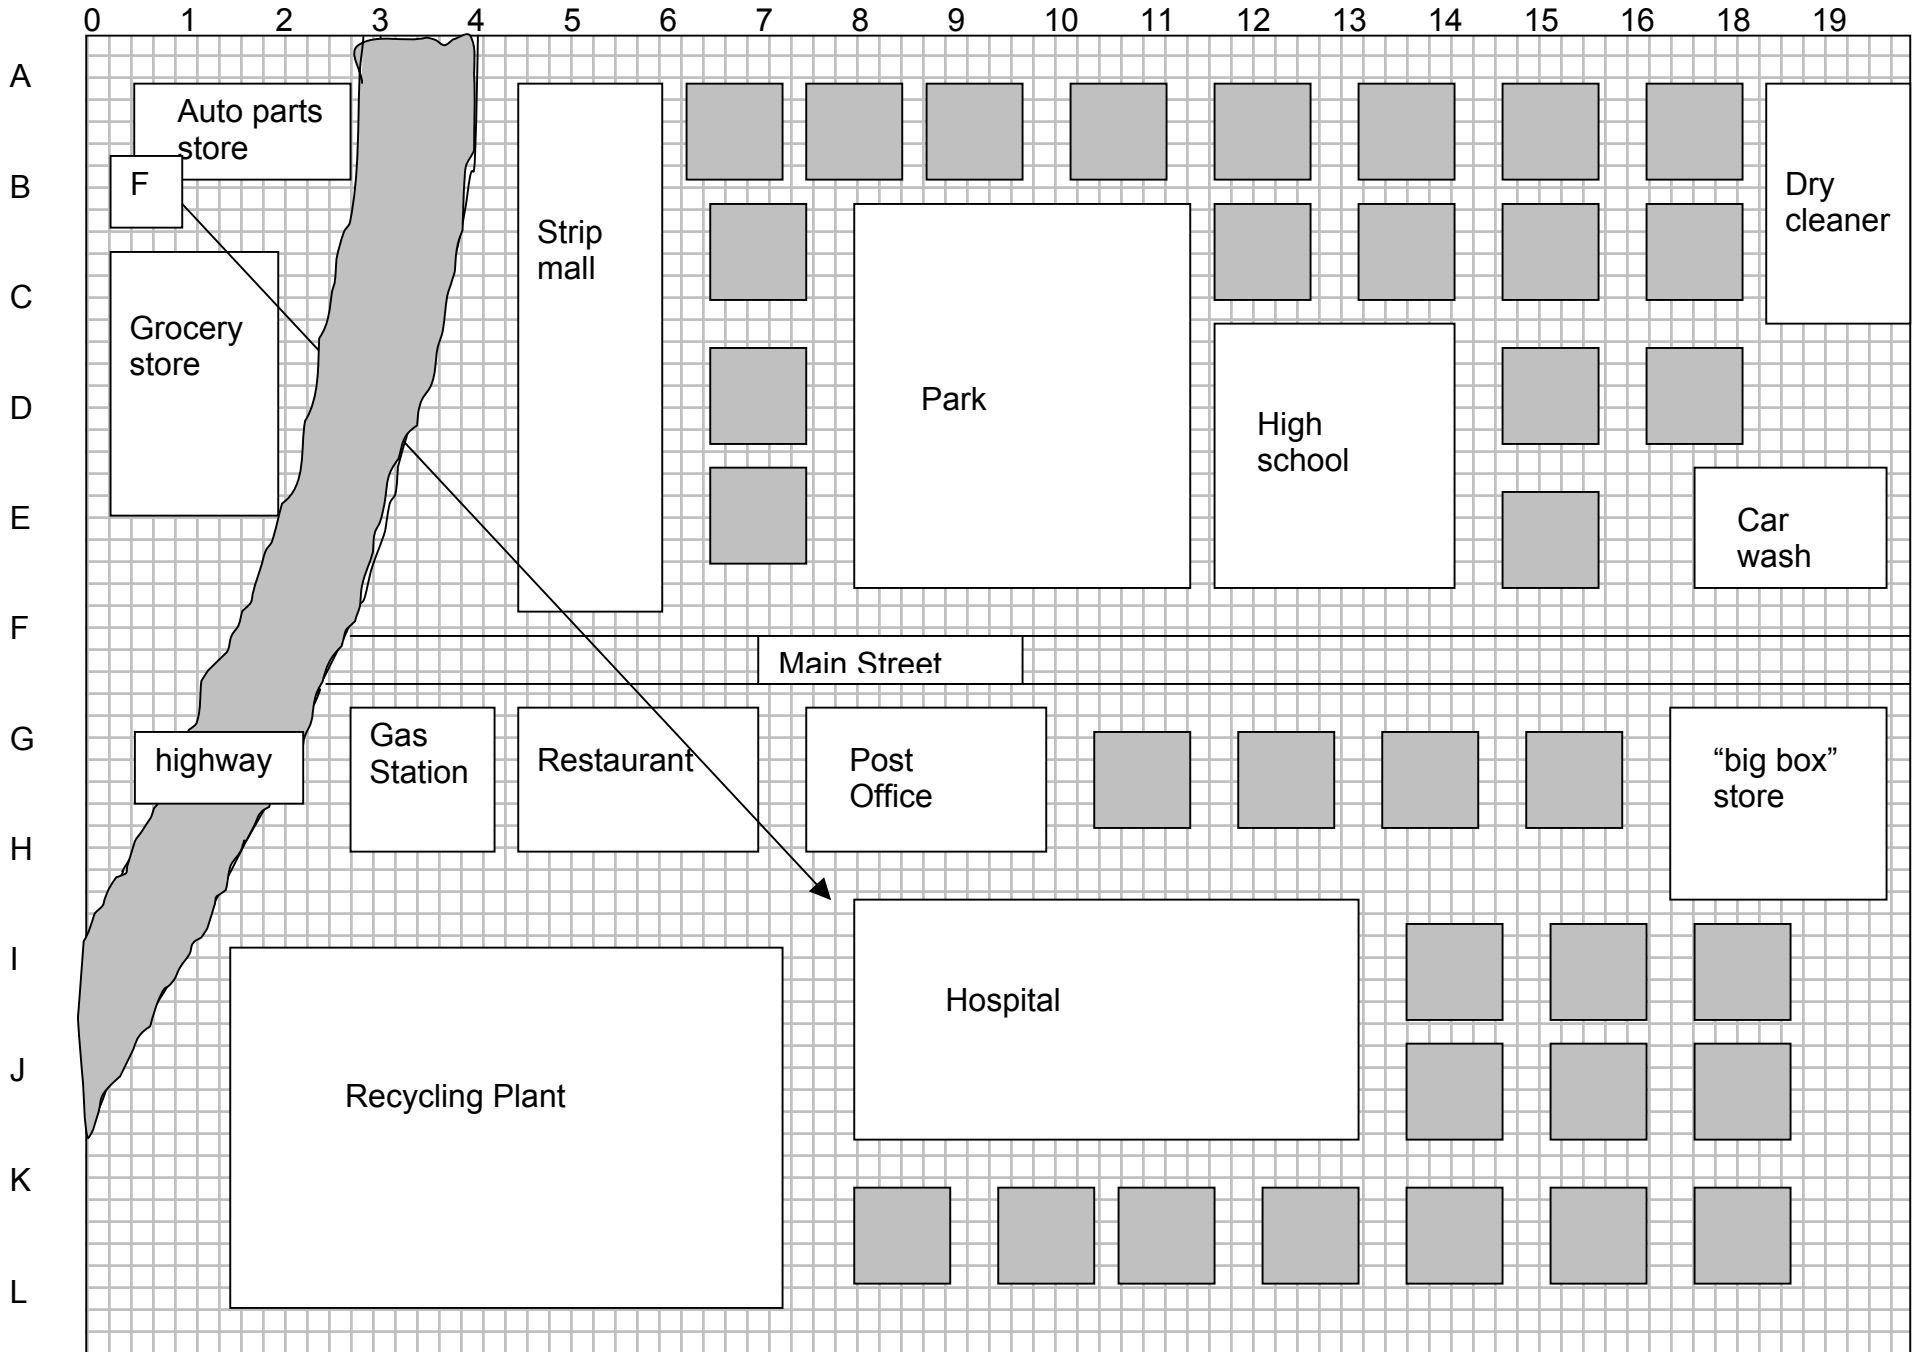 0 1 2 3 4 5 6 7 8 9 10 11 12 13 14 15 16 18 19
A
Auto parts
store
B
F
Dry
cleaner
Strip
mall
C
Grocery
store
D
Park
High
school
E
Car
wash
F
Main Street
G
highway
Gas
Station
Restaurant
Post
Office
“big box”
store
H
I
Hospital
J
Recycling Plant
K
L